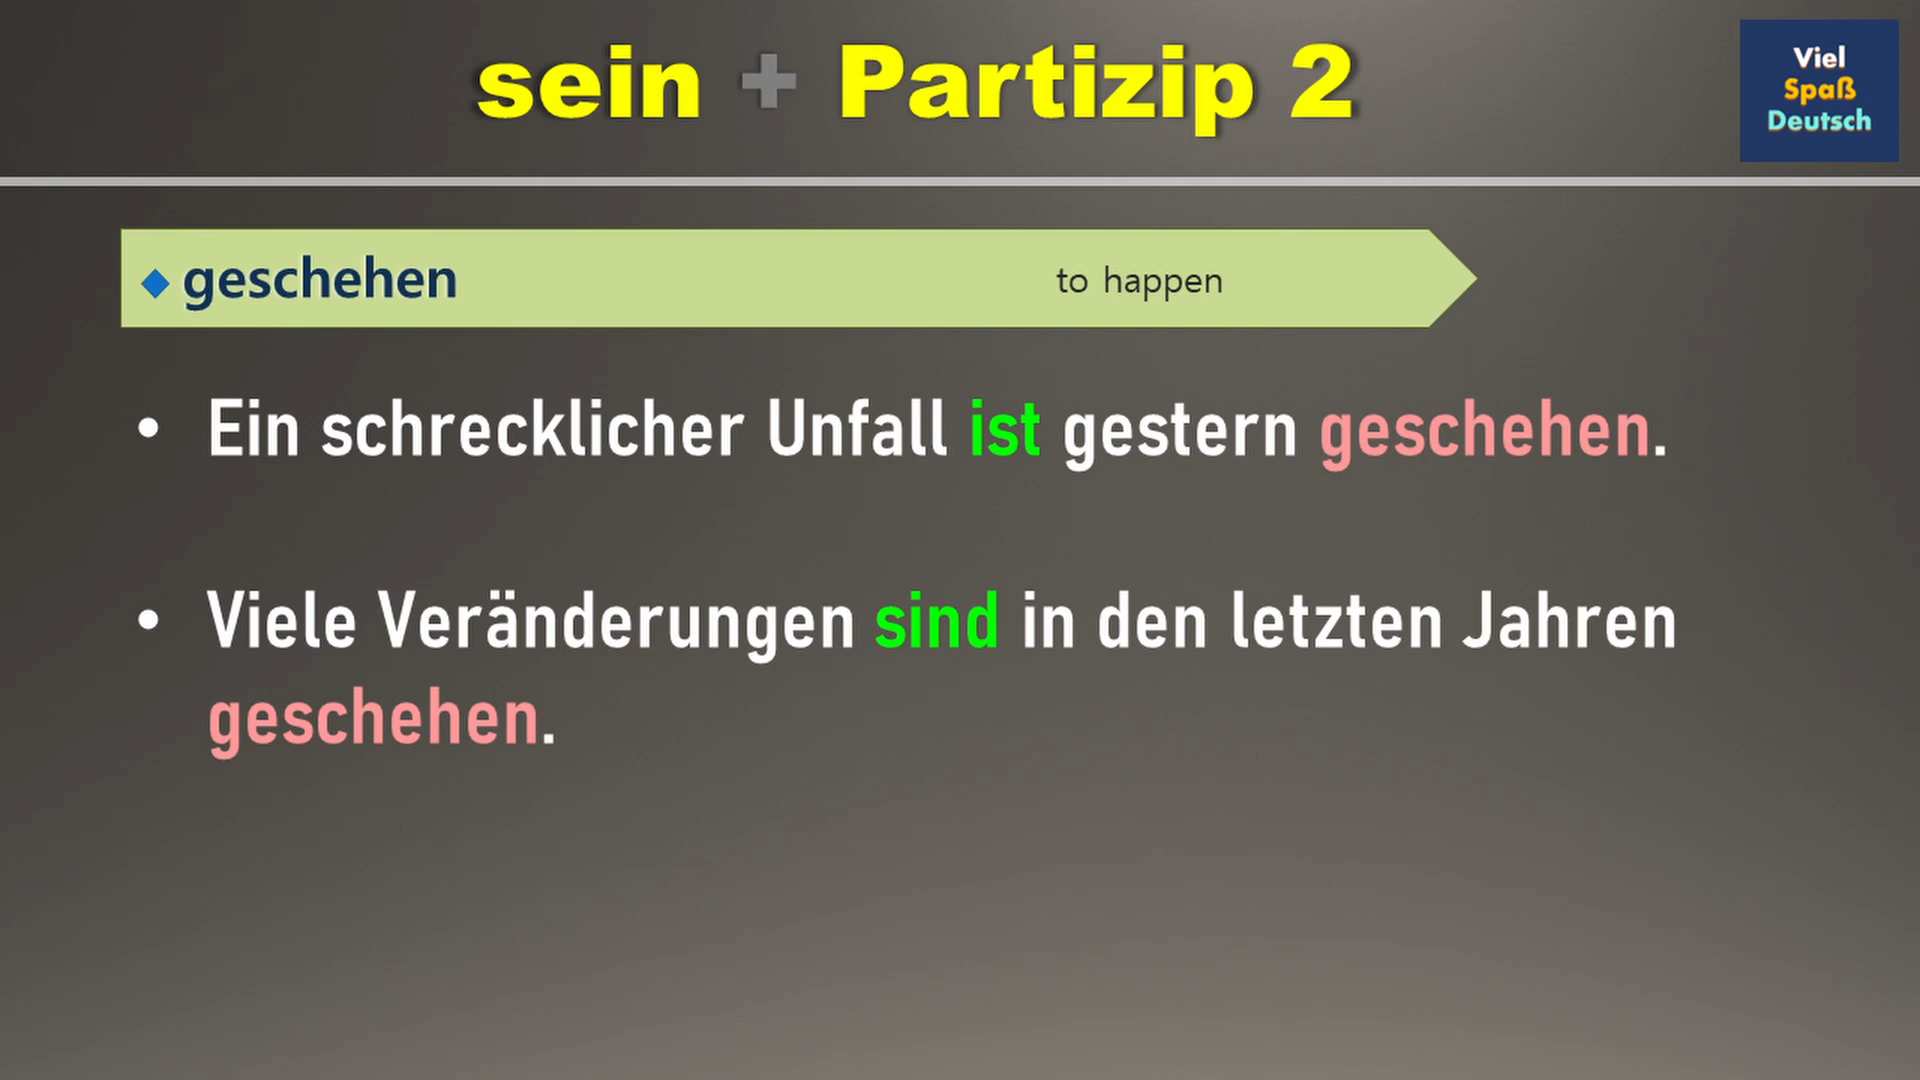 sein + Partizip 2
Viel
Spaß
Deutsch
geschehen to happen
• Ein schrecklicher Unfall ist gestern geschehen.
• Viele Veränderungen sind in den letzten Jahren
geschehen.